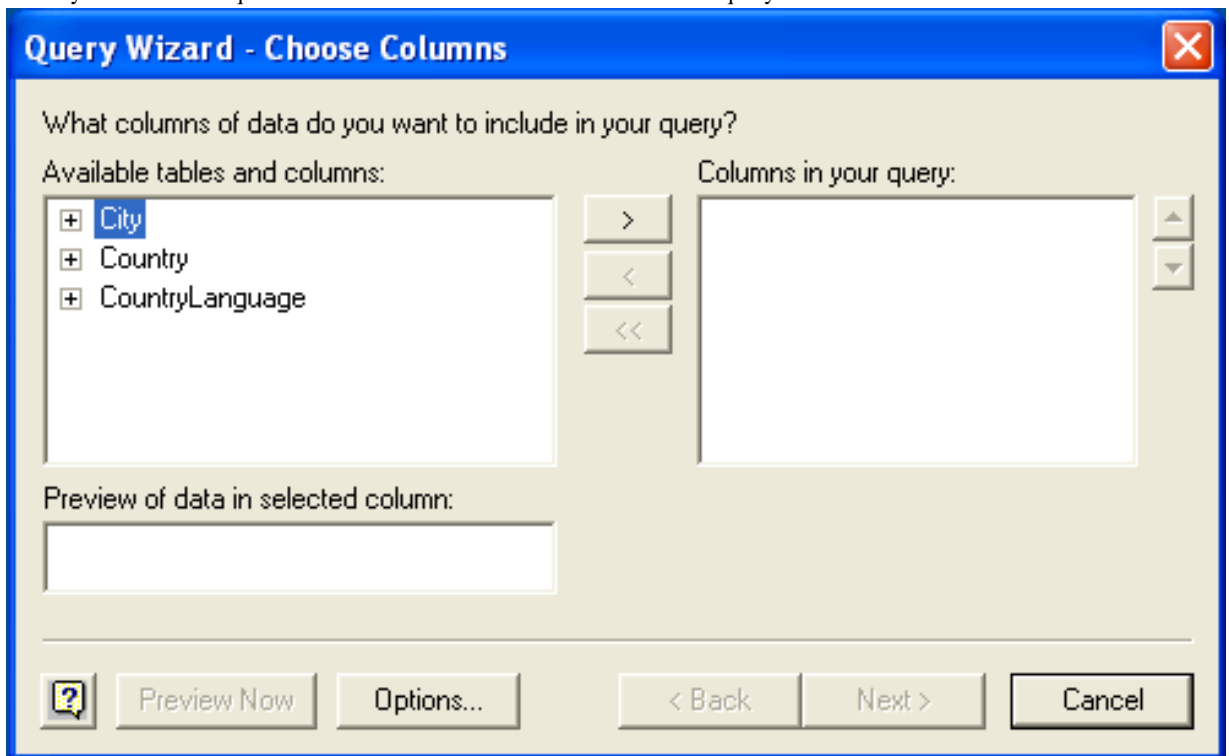 Query Wizard - Choose Columns
What columns of data do you want to include in your query?
Available tables and columns:
Columns in your query:
City
Country
CountryLanguage
>
<
<<
Preview of data in selected column:
Preview Now
Options...
< Back
Next >
Cancel